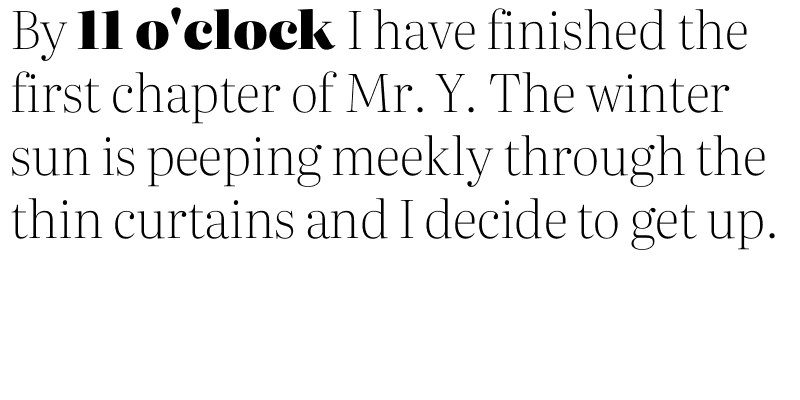 By 11 o'clock I have finished the
first chapter of Mr. Y. The winter
sun is peeping meekly through the
thin curtains and I decide to get up.